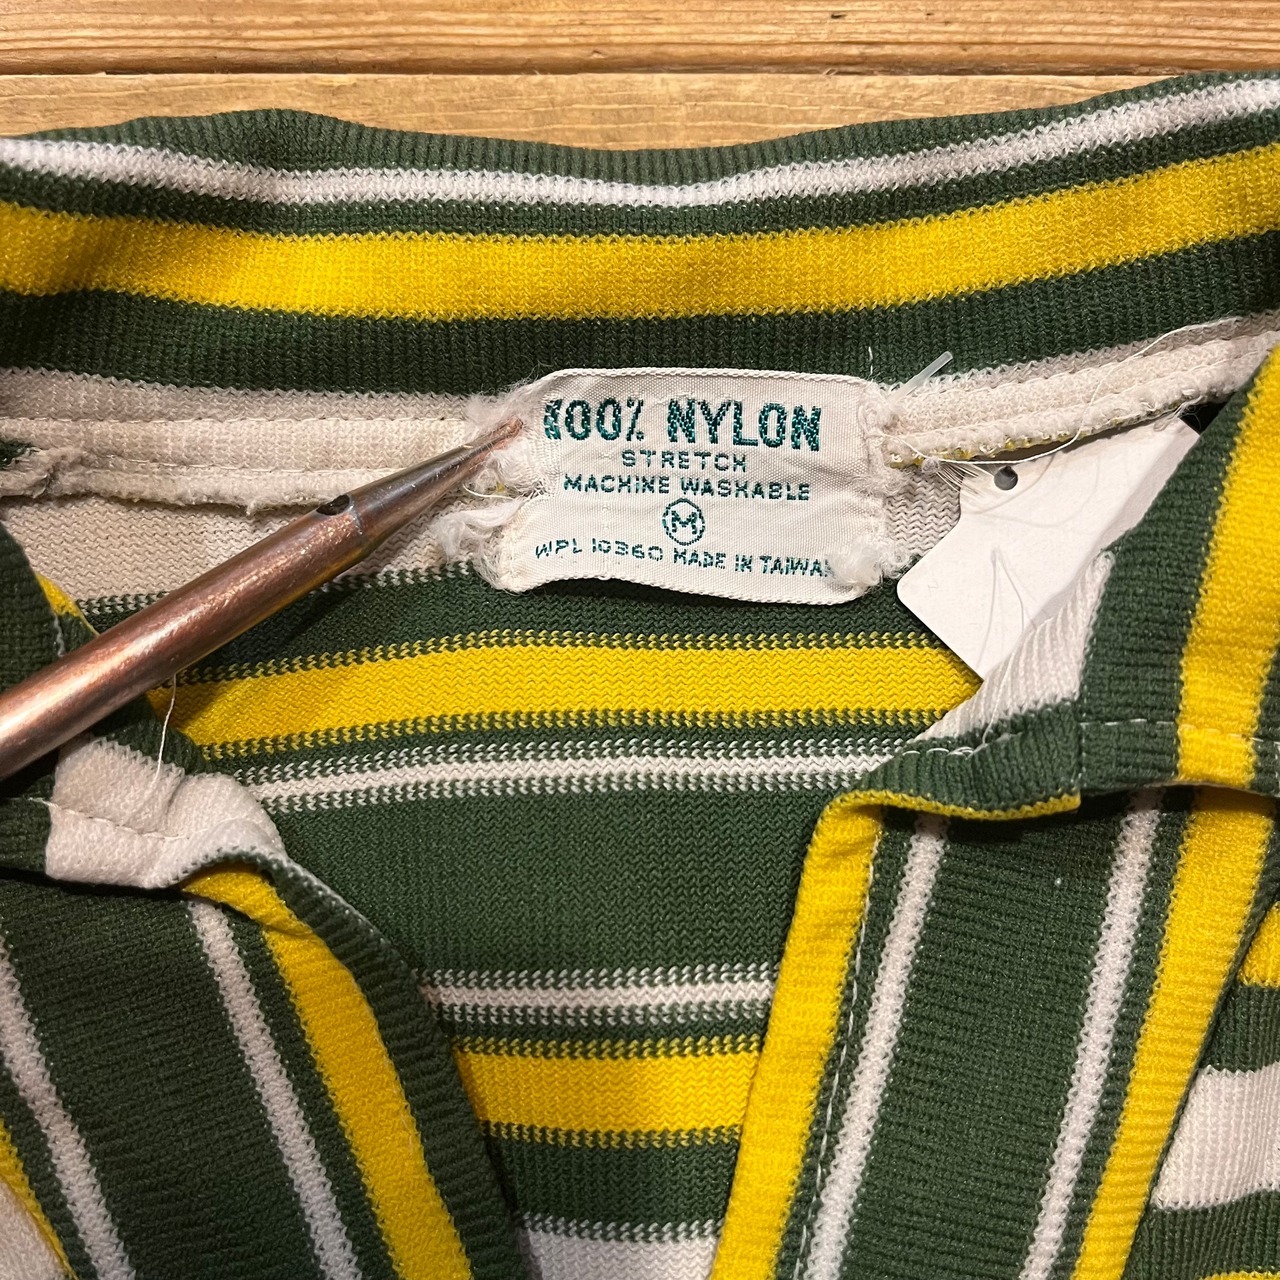 100% NYLON
STRETCH
MACHINE WASHABLE
M
WPL 10360 MADE IN TAIWAN